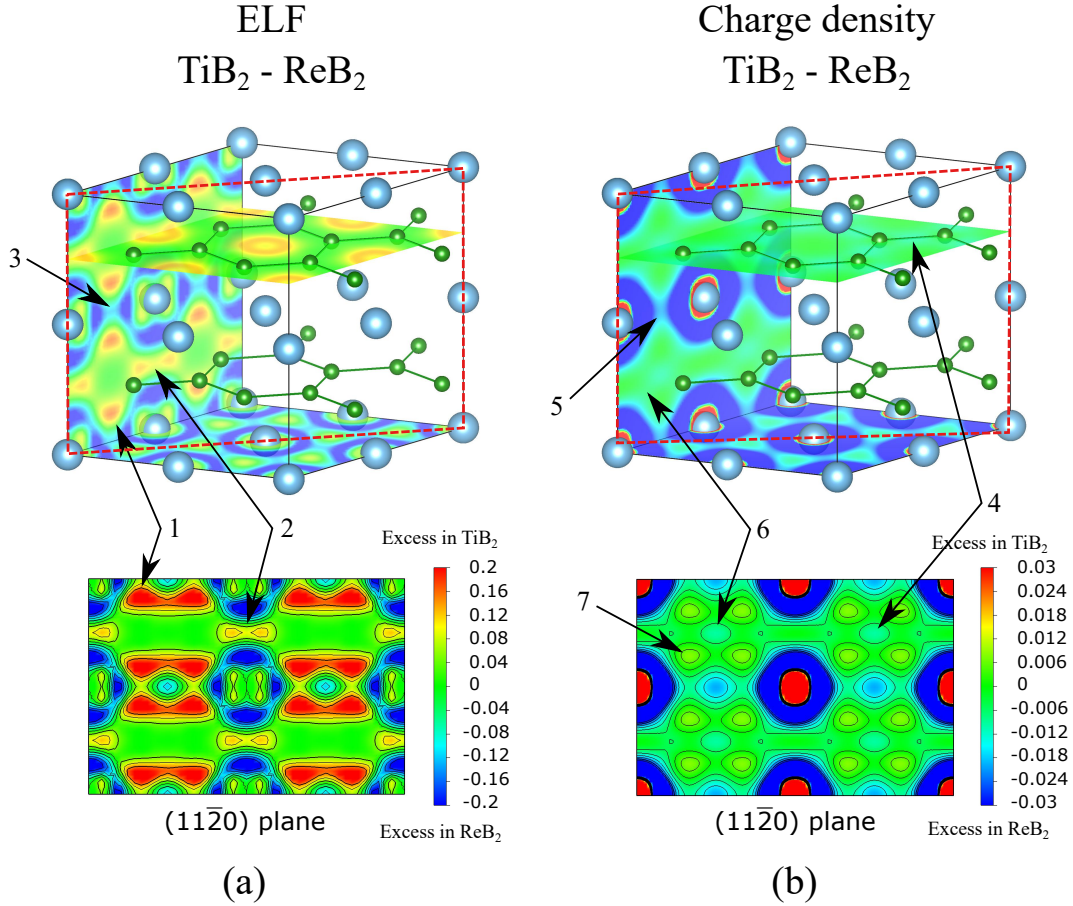 ELF
TiB₂ - ReB₂
3
1
2
Excess in TiB₂
0.2
0.16
0.12
0.08
0.04
0
-0.04
-0.08
-0.12
-0.16
-0.2
Excess in ReB₂
(112̅0) plane
(a)
Charge density
TiB₂ - ReB₂
5
6
4
7
Excess in TiB₂
0.03
0.024
0.018
0.012
0.006
0
-0.006
-0.012
-0.018
-0.024
-0.03
Excess in ReB₂
(112̅0) plane
(b)